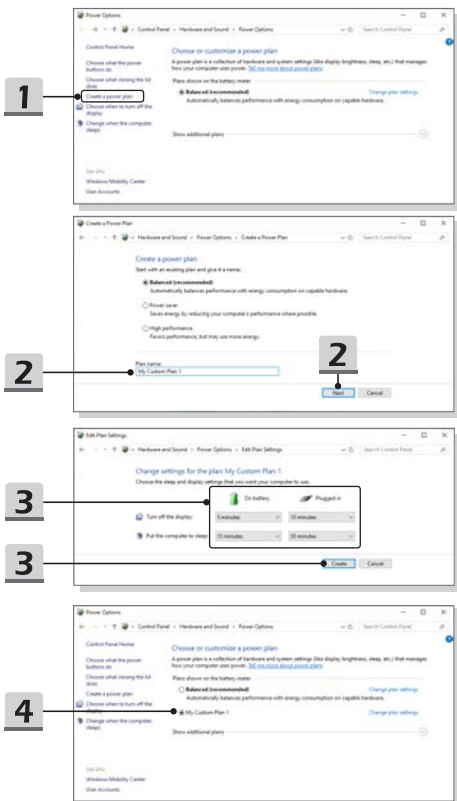 Power Options
Control Panel > Hardware and Sound > Power Options
Search Control Panel
Control Panel Home
Choose what the power
buttons do
Choose what closing the lid
does
Create a power plan
Choose when to turn off the
display
Change when the computer
sleeps
See also
Windows Mobility Center
User Accounts
Choose or customize a power plan
A power plan is a collection of hardware and system settings (like display brightness, sleep, etc.) that manages
how your computer uses power. Tell me more about power plans
Plans shown on the battery meter
Balanced (recommended)
Change plan settings
Automatically balances performance with energy consumption on capable hardware.
Show additional plans
1
Create a Power Plan
Hardware and Sound > Power Options > Create a Power Plan
Search Control Panel
Create a power plan
Start with an existing plan and give it a name.
Balanced (recommended)
Automatically balances performance with energy consumption on capable hardware.
Power saver
Saves energy by reducing your computer's performance where possible.
High performance
Favors performance, but may use more energy.
Plan name:
My Custom Plan 1
2
2
Next
Cancel
Edit Plan Settings
Hardware and Sound > Power Options > Edit Plan Settings
Search Control Panel
Change settings for the plan: My Custom Plan 1
Choose the sleep and display settings that you want your computer to use.
On battery
Plugged in
Turn off the display:
5 minutes
10 minutes
Put the computer to sleep:
15 minutes
30 minutes
3
3
Create
Cancel
Power Options
Control Panel > Hardware and Sound > Power Options
Search Control Panel
Control Panel Home
Choose what the power
buttons do
Choose what closing the lid
does
Create a power plan
Choose when to turn off the
display
Change when the computer
sleeps
See also
Windows Mobility Center
User Accounts
Choose or customize a power plan
A power plan is a collection of hardware and system settings (like display brightness, sleep, etc.) that manages
how your computer uses power. Tell me more about power plans
Plans shown on the battery meter
Balanced (recommended)
Change plan settings
Automatically balances performance with energy consumption on capable hardware.
My Custom Plan 1
Change plan settings
Show additional plans
4